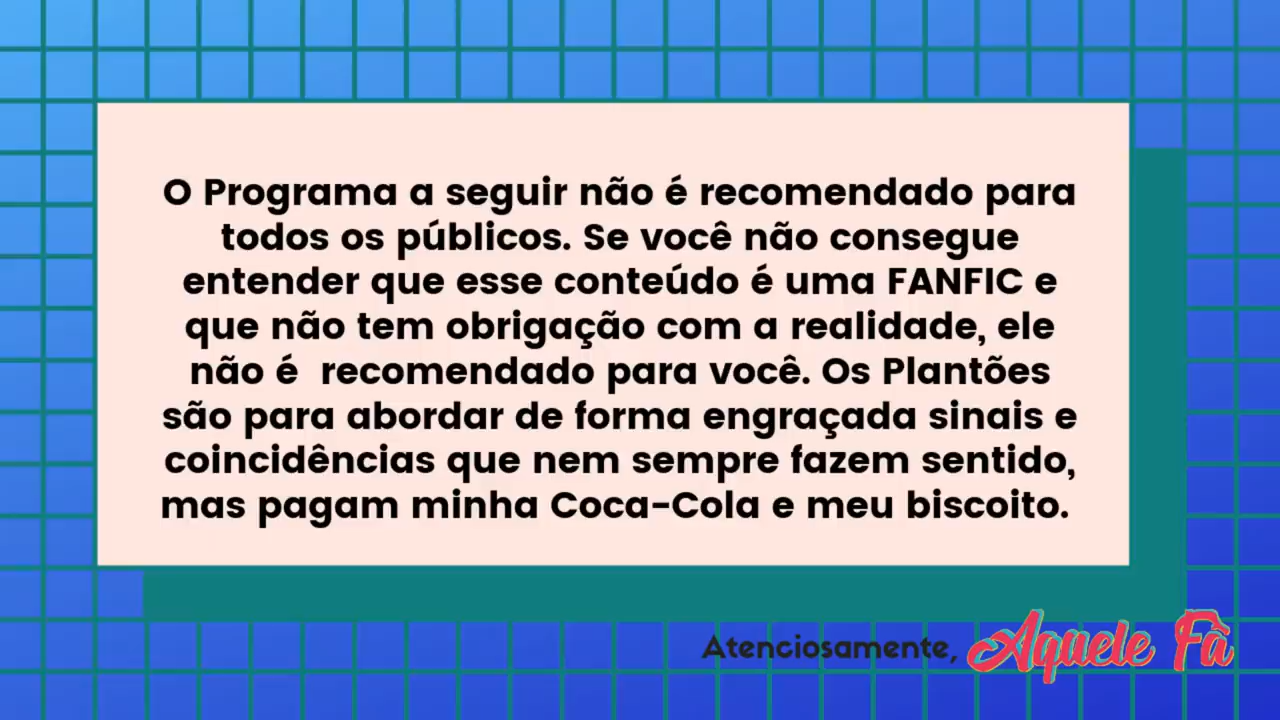 O Programa a seguir não é recomendado para
todos os públicos. Se você não consegue
entender que esse conteúdo é uma FANFIC e
que não tem obrigação com a realidade, ele
não é  recomendado para você. Os Plantões
são para abordar de forma engraçada sinais e
coincidências que nem sempre fazem sentido,
mas pagam minha Coca-Cola e meu biscoito.
Atenciosamente, Aquele Fã